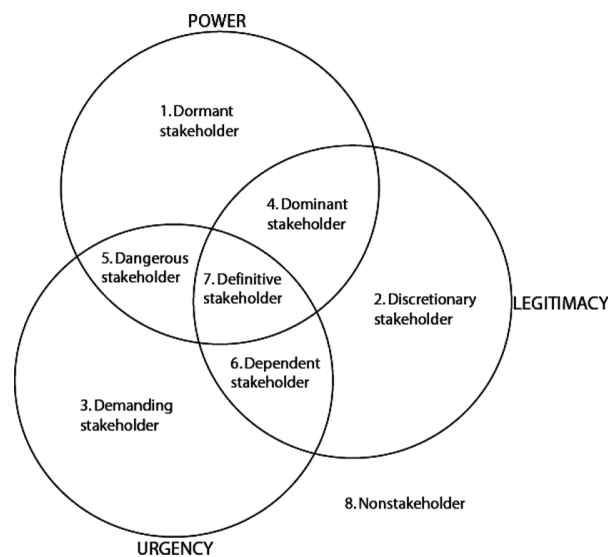 POWER
1. Dormant
stakeholder
4. Dominant
stakeholder
5. Dangerous
stakeholder
7. Definitive
stakeholder
2. Discretionary
stakeholder
LEGITIMACY
6. Dependent
stakeholder
3. Demanding
stakeholder
8. Nonstakeholder
URGENCY